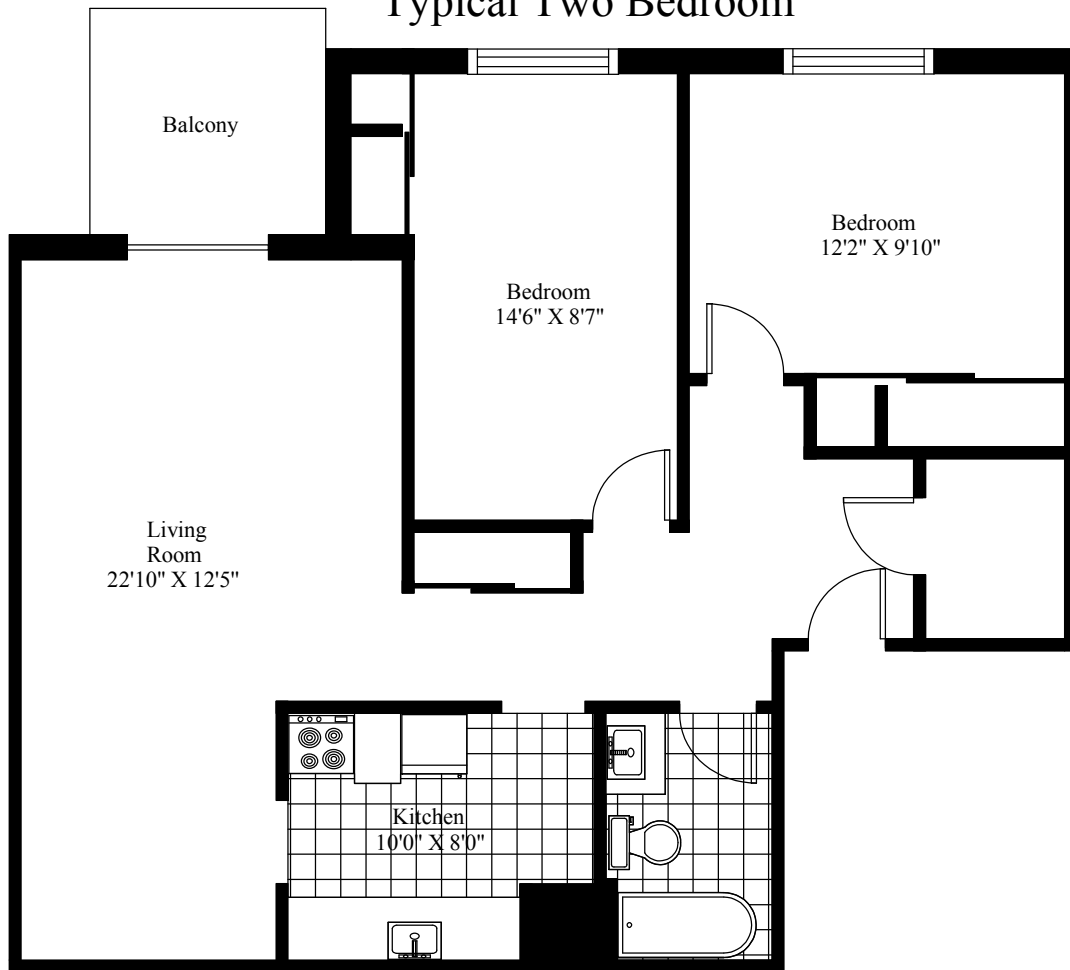 Typical Two Bedroom
Balcony
Bedroom
12'2" X 9'10"
Bedroom
14'6" X 8'7"
Living
Room
22'10" X 12'5"
Kitchen
10'0" X 8'0"